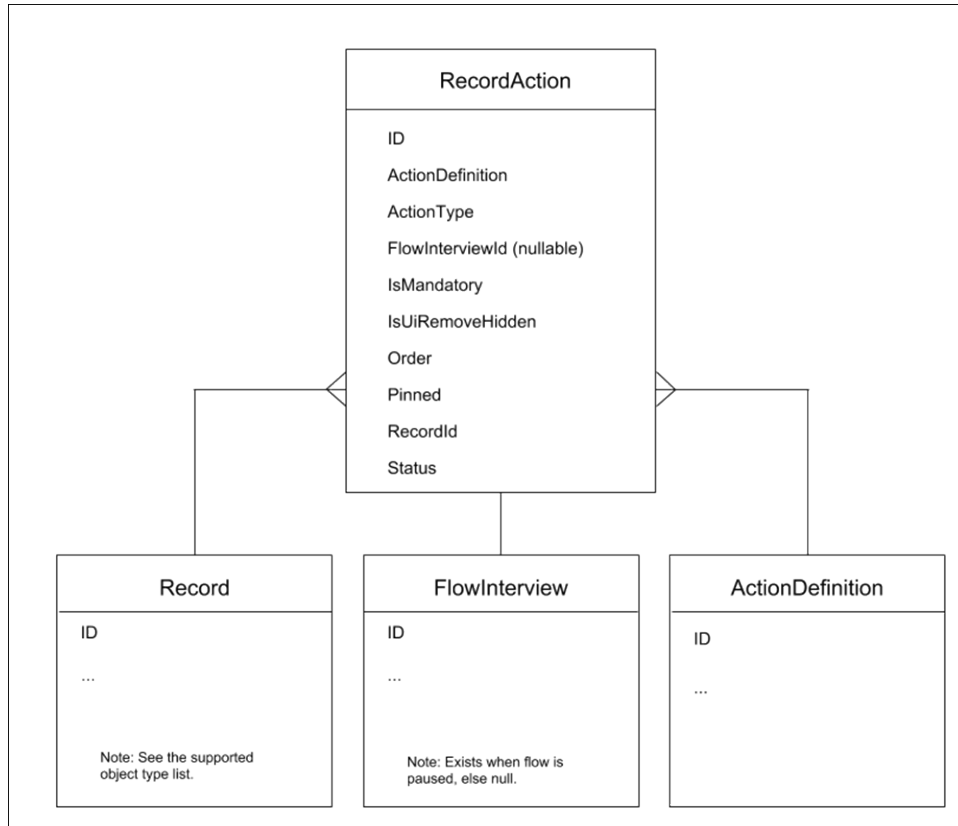 RecordAction
ID
ActionDefinition
ActionType
FlowInterviewId (nullable)
IsMandatory
IsUiRemoveHidden
Order
Pinned
RecordId
Status
Record
ID
...
Note: See the supported
object type list.
FlowInterview
ID
...
Note: Exists when flow is
paused, else null.
ActionDefinition
ID
...